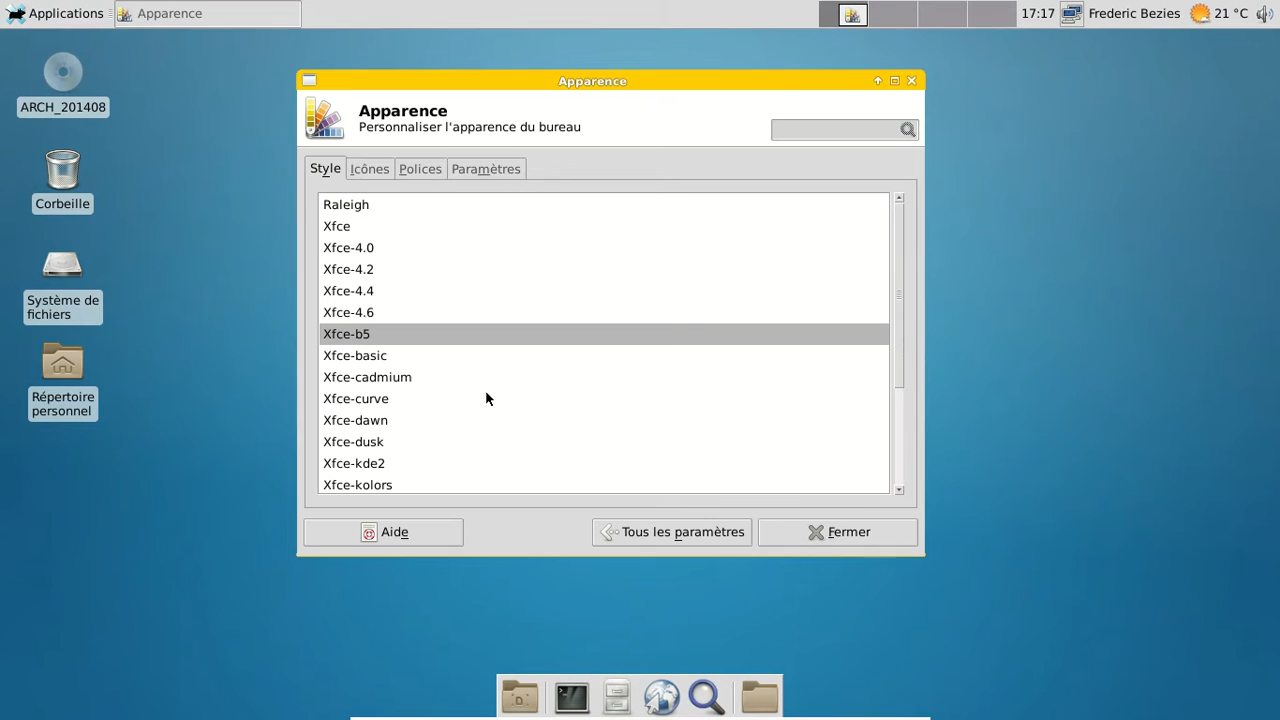 Applications
Apparence
17:17
Frederic Bezies
21 °C
ARCH_201408
Corbeille
Système de
fichiers
Répertoire
personnel
Apparence
Apparence
Personnaliser l'apparence du bureau
Style
Icônes
Polices
Paramètres
Raleigh
Xfce
Xfce-4.0
Xfce-4.2
Xfce-4.4
Xfce-4.6
Xfce-b5
Xfce-basic
Xfce-cadmium
Xfce-curve
Xfce-dawn
Xfce-dusk
Xfce-kde2
Xfce-kolors
Aide
Tous les paramètres
Fermer